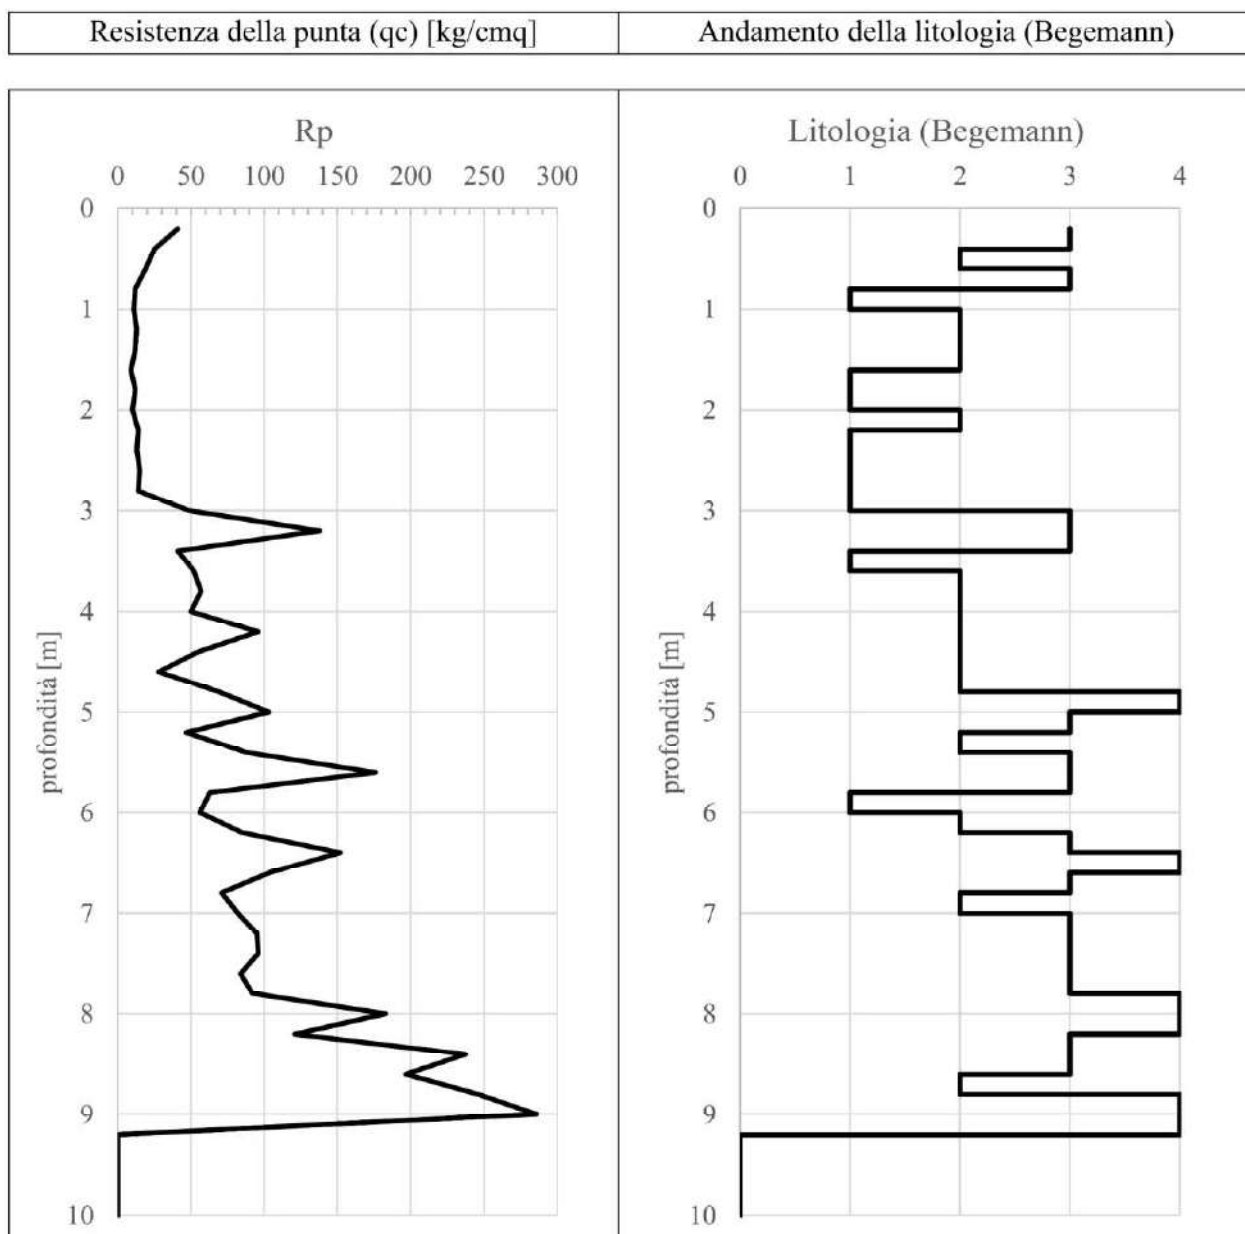 Resistenza della punta (qc) [kg/cmq]
Andamento della litologia (Begemann)
Rp
0 50 100 150 200 250 300
0
1
2
3
4
5
6
7
8
9
10
profondità [m]
Litologia (Begemann)
0 1 2 3 4
0
1
2
3
4
5
6
7
8
9
10
profondità [m]